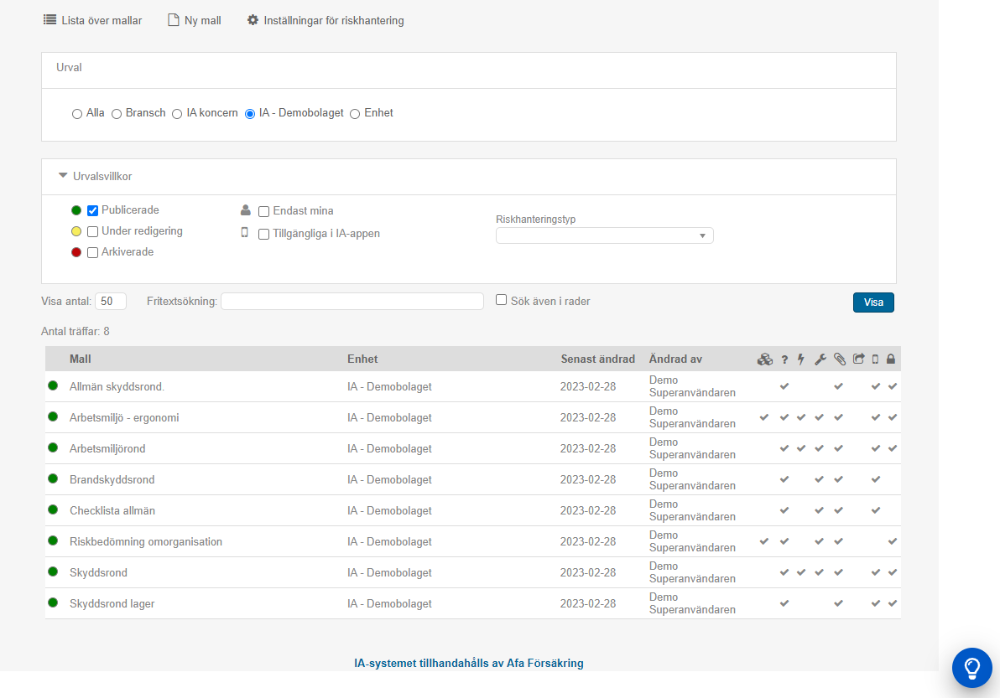 Lista över mallar Ny mall Inställningar för riskhantering
Urval
Alla Bransch IA koncern IA - Demobolaget Enhet
Urvalsvillkor
Publicerade Endast mina
Riskhanteringstyp
Under redigering Tillgängliga i IA-appen
Arkiverade
Visa antal: 50 Fritextsökning: Sök även i rader Visa
Antal träffar: 8
Mall Enhet Senast ändrad Ändrad av ?
Allmän skyddsrond. IA - Demobolaget 2023-02-28 Demo Superanvändaren
Arbetsmiljö - ergonomi IA - Demobolaget 2023-02-28 Demo Superanvändaren
Arbetsmiljörond IA - Demobolaget 2023-02-28 Demo Superanvändaren
Brandskyddsrond IA - Demobolaget 2023-02-28 Demo Superanvändaren
Checklista allmän IA - Demobolaget 2023-02-28 Demo Superanvändaren
Riskbedömning omorganisation IA - Demobolaget 2023-02-28 Demo Superanvändaren
Skyddsrond IA - Demobolaget 2023-02-28 Demo Superanvändaren
Skyddsrond lager IA - Demobolaget 2023-02-28 Demo Superanvändaren
IA-systemet tillhandahålls av Afa Försäkring